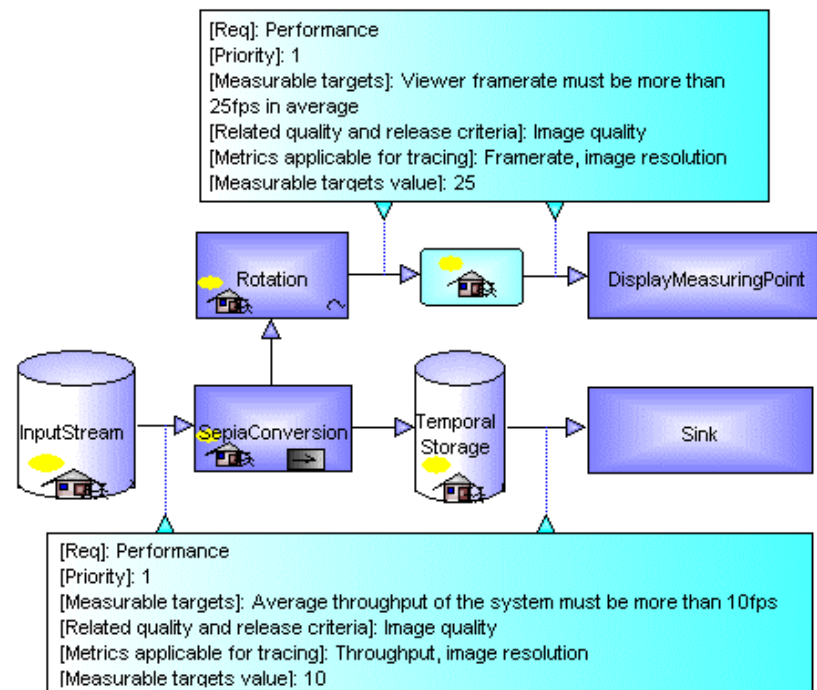 [Req]: Performance
[Priority]: 1
[Measurable targets]: Viewer framerate must be more than
25fps in average
[Related quality and release criteria]: Image quality
[Metrics applicable for tracing]: Framerate, image resolution
[Measurable targets value]: 25
Rotation
DisplayMeasuringPoint
InputStream
SepiaConversion
Temporal
Storage
Sink
[Req]: Performance
[Priority]: 1
[Measurable targets]: Average throughput of the system must be more than 10fps
[Related quality and release criteria]: Image quality
[Metrics applicable for tracing]: Throughput, image resolution
[Measurable targets value]: 10